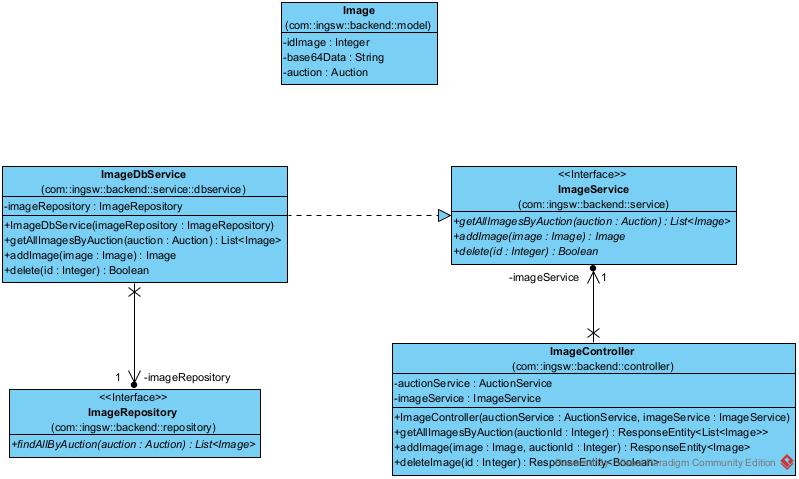 Image
(com::ingsw::backend::model)
-idImage : Integer
-base64Data : String
-auction : Auction
ImageDbService
(com::ingsw::backend::service::dbservice)
-imageRepository : ImageRepository
+ImageDbService(imageRepository : ImageRepository)
+getAllImagesByAuction(auction : Auction) : List<Image>
+addImage(image : Image) : Image
+delete(id : Integer) : Boolean
<<Interface>>
ImageService
(com::ingsw::backend::service)
+getAllImagesByAuction(auction : Auction) : List<Image>
+addImage(image : Image) : Image
+delete(id : Integer) : Boolean
-imageService 1
1 -imageRepository
<<Interface>>
ImageRepository
(com::ingsw::backend::repository)
+findAllByAuction(auction : Auction) : List<Image>
ImageController
(com::ingsw::backend::controller)
-auctionService : AuctionService
-imageService : ImageService
+ImageController(auctionService : AuctionService, imageService : ImageService)
+getAllImagesByAuction(auctionId : Integer) : ResponseEntity<List<Image>>
+addImage(image : Image, auctionId : Integer) : ResponseEntity<Image>
+deleteImage(id : Integer) : ResponseEntity<Boolean>
Paradigm Community Edition